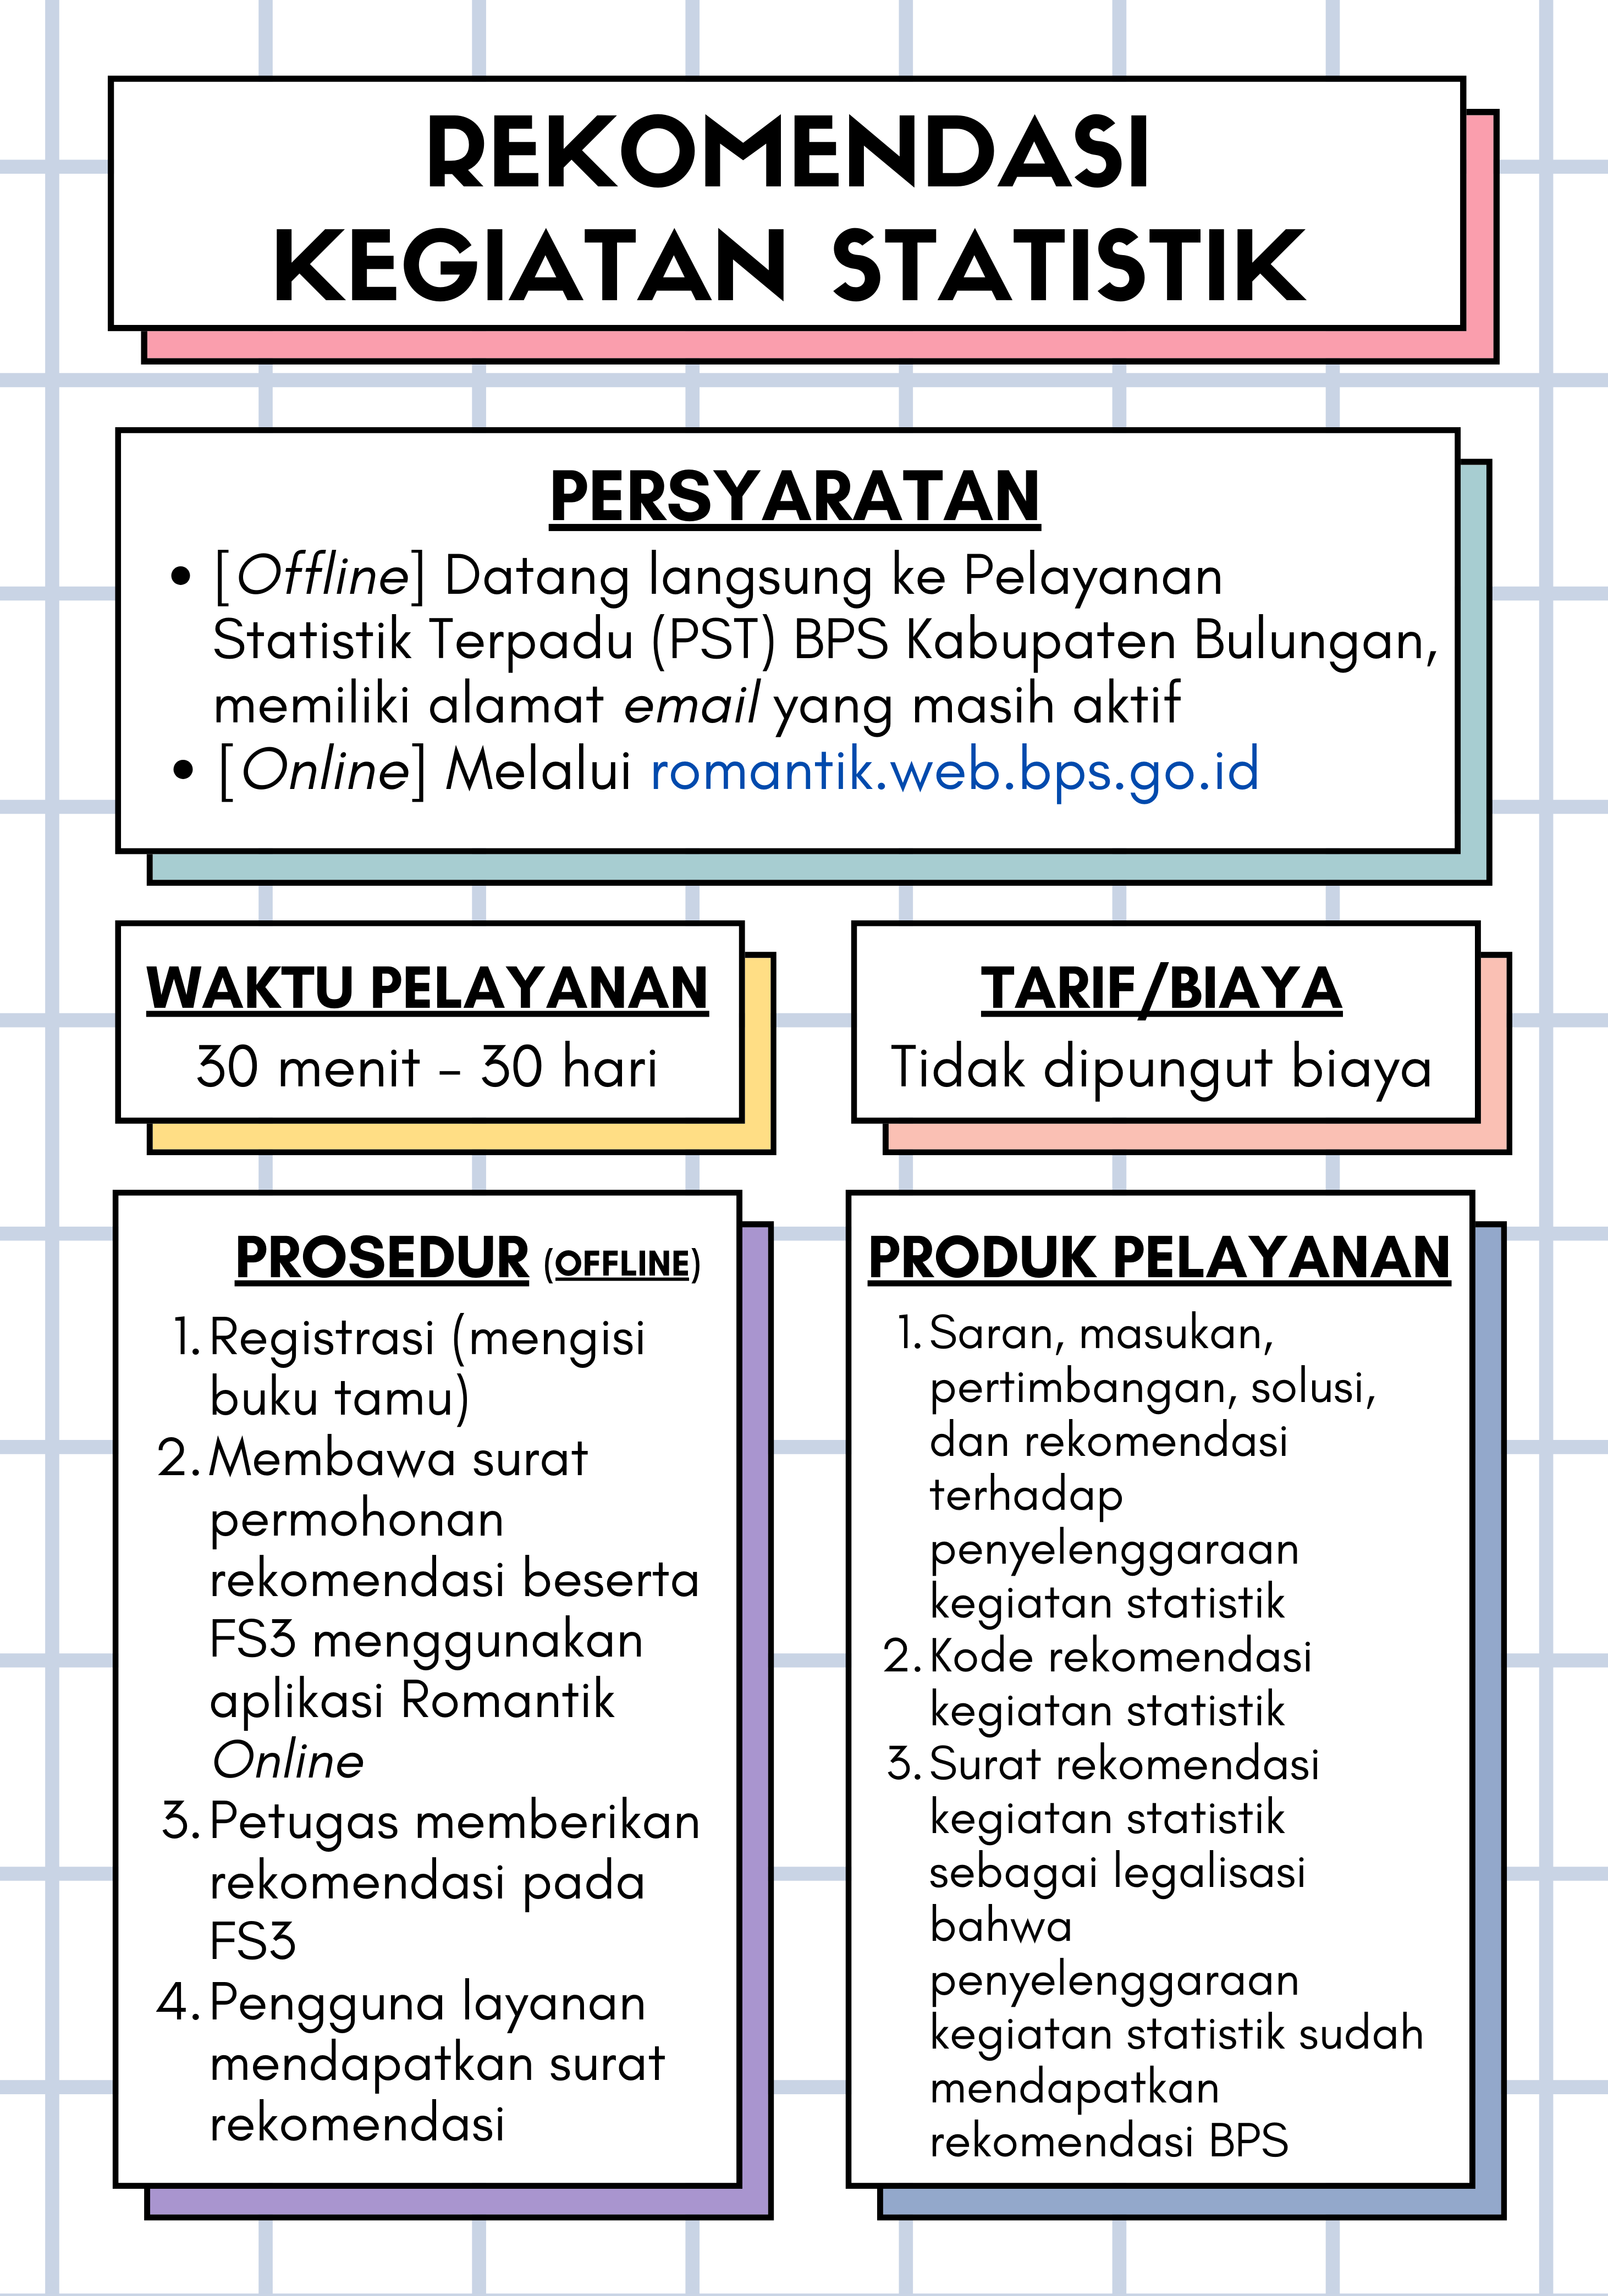 REKOMENDASI
KEGIATAN STATISTIK
PERSYARATAN
• [Offline] Datang langsung ke Pelayanan
Statistik Terpadu (PST) BPS Kabupaten Bulungan,
memiliki alamat email yang masih aktif
• [Online] Melalui romantik.web.bps.go.id
WAKTU PELAYANAN
30 menit - 30 hari
TARIF/BIAYA
Tidak dipungut biaya
PROSEDUR (OFFLINE)
1. Registrasi (mengisi
buku tamu)
2. Membawa surat
permohonan
rekomendasi beserta
FS3 menggunakan
aplikasi Romantik
Online
3. Petugas memberikan
rekomendasi pada
FS3
4. Pengguna layanan
mendapatkan surat
rekomendasi
PRODUK PELAYANAN
1. Saran, masukan,
pertimbangan, solusi,
dan rekomendasi
terhadap
penyelenggaraan
kegiatan statistik
2. Kode rekomendasi
kegiatan statistik
3. Surat rekomendasi
kegiatan statistik
sebagai legalisasi
bahwa
penyelenggaraan
kegiatan statistik sudah
mendapatkan
rekomendasi BPS